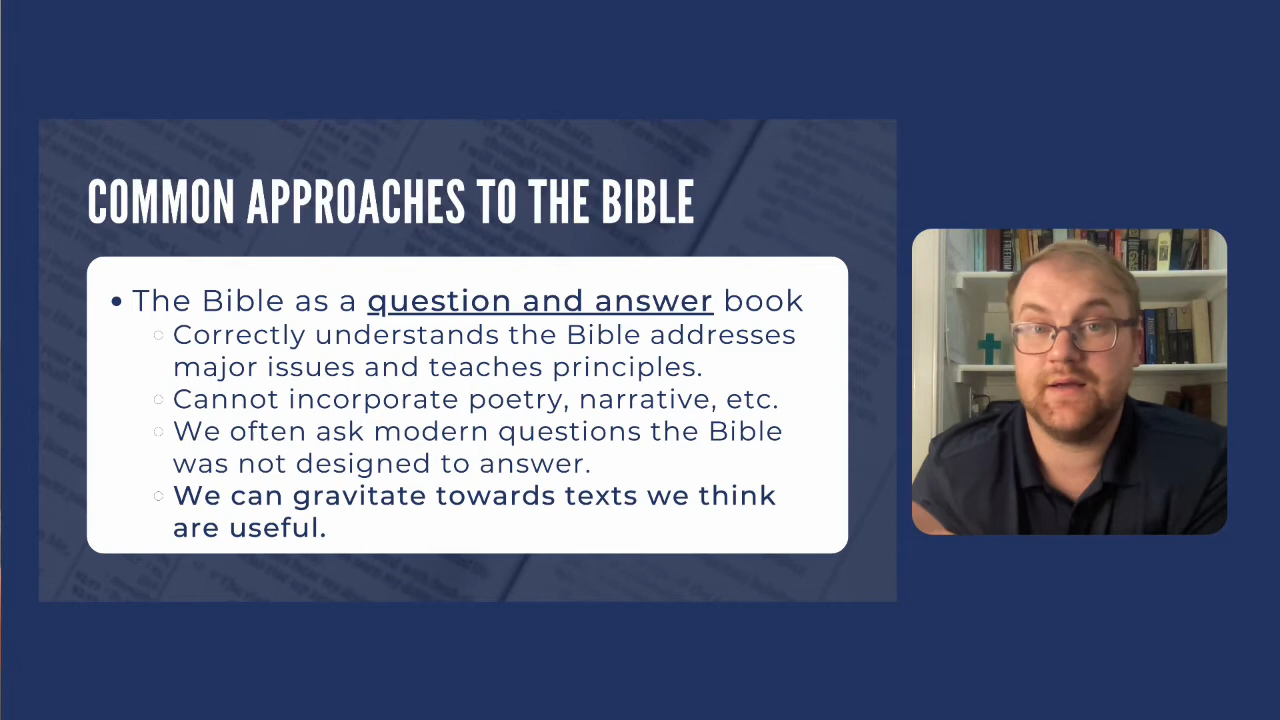 COMMON APPROACHES TO THE BIBLE
• The Bible as a question and answer book
○ Correctly understands the Bible addresses
major issues and teaches principles.
○ Cannot incorporate poetry, narrative, etc.
○ We often ask modern questions the Bible
was not designed to answer.
○ We can gravitate towards texts we think
are useful.